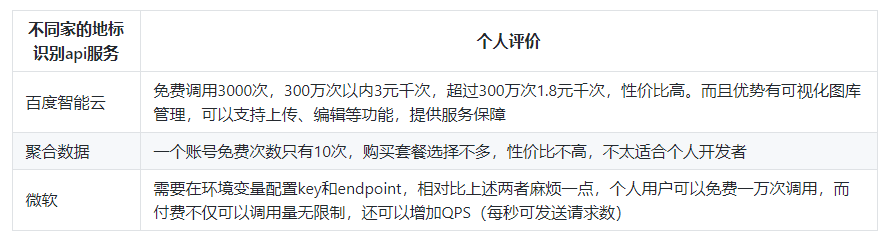 不同家的地标
识别api服务
个人评价
百度智能云
免费调用3000次，300万次以内3元千次，超过300万次1.8元千次，性价比高。而且优势有可视化图库
管理，可以支持上传、编辑等功能，提供服务保障
聚合数据
一个账号免费次数只有10次，购买套餐选择不多，性价比不高，不太适合个人开发者
微软
需要在环境变量配置key和endpoint，相对比上述两者麻烦一点，个人用户可以免费一万次调用，而
付费不仅可以调用量无限制，还可以增加QPS（每秒可发送请求数）